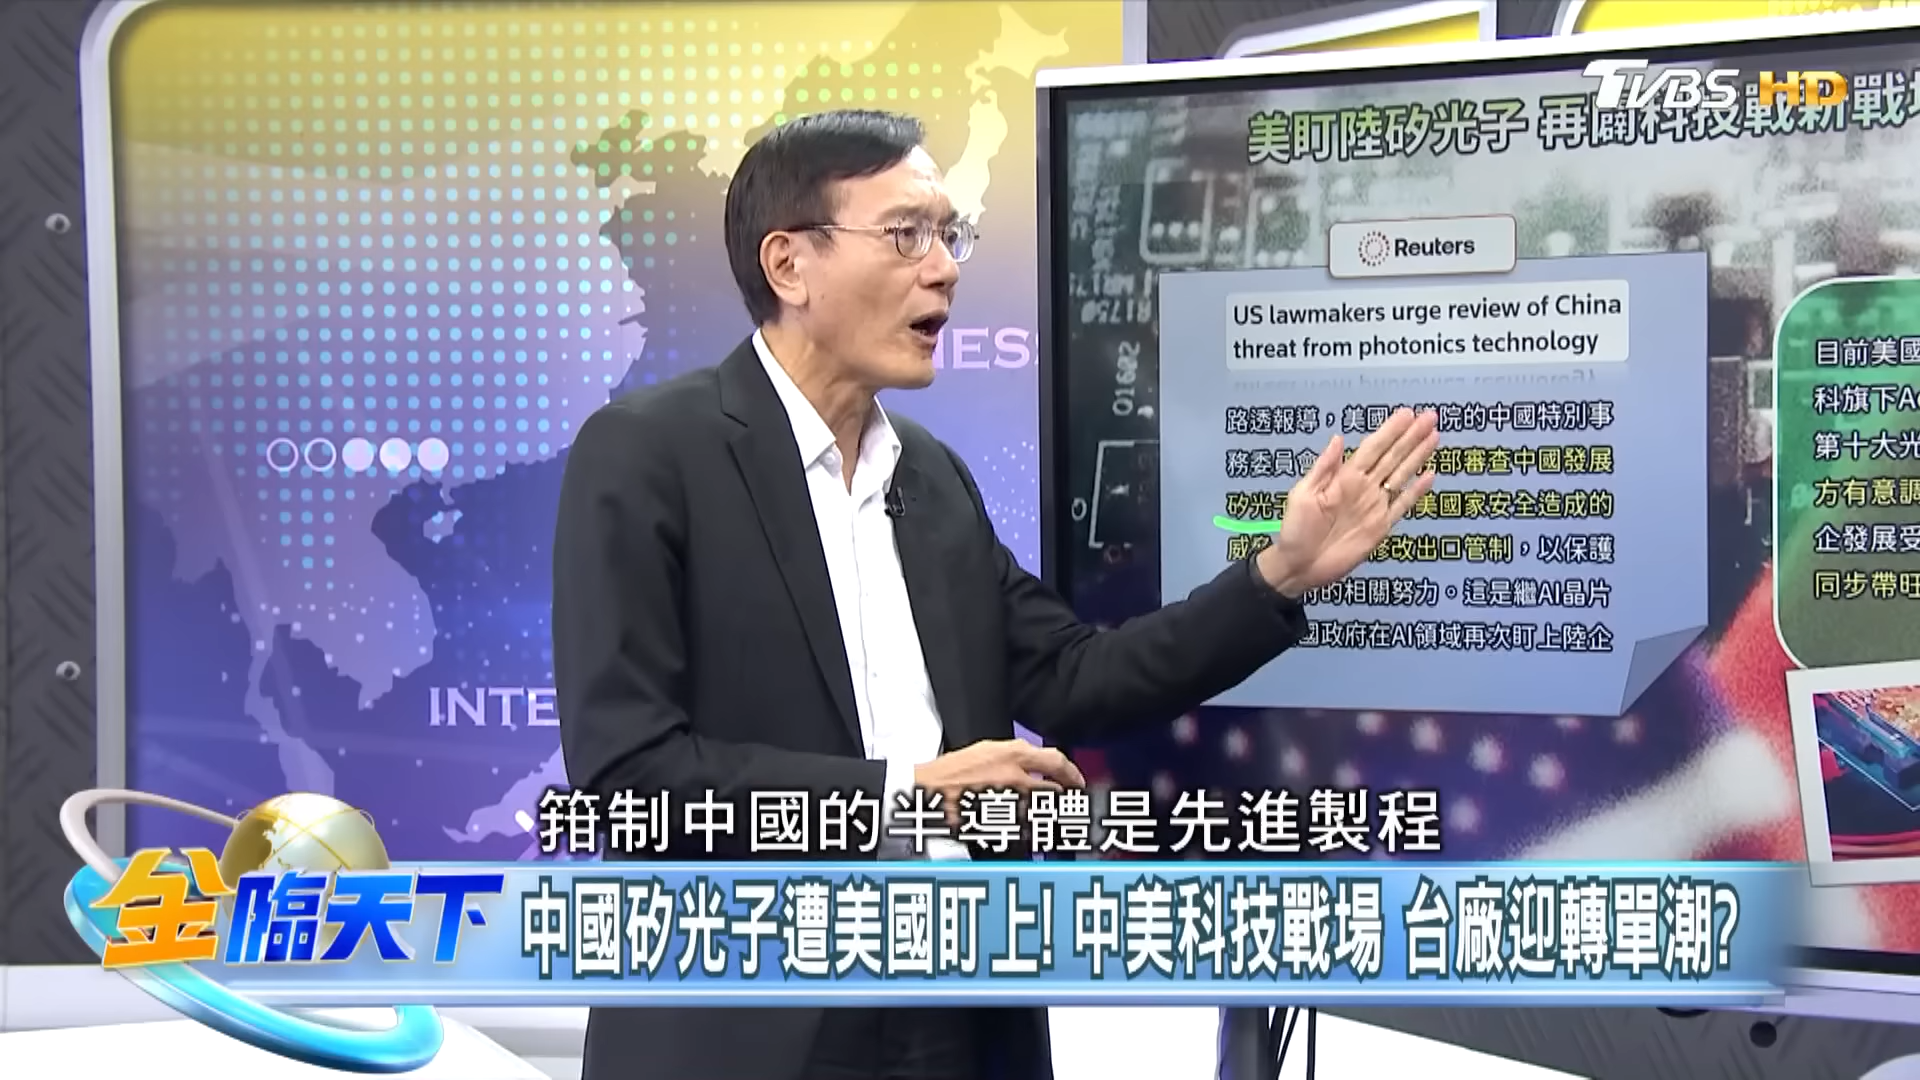 TVBS HD
美盯陸矽光子 再闢科技戰新戰場
Reuters
US lawmakers urge review of China
threat from photonics technology
路透報導，美國 院的中國特別事
務委員會 部審查中國發展
矽光子 美國家安全造成的
威 修改出口管制，以保護
的相關努力。這是繼AI晶片
國政府在AI領域再次盯上陸企
目前美國
科旗下Ac
第十大光
方有意調
企發展受
同步帶旺
NESS
INTE
01602
箝制中國的半導體是先進製程
金臨天下
中國矽光子遭美國盯上! 中美科技戰場 台廠迎轉單潮?